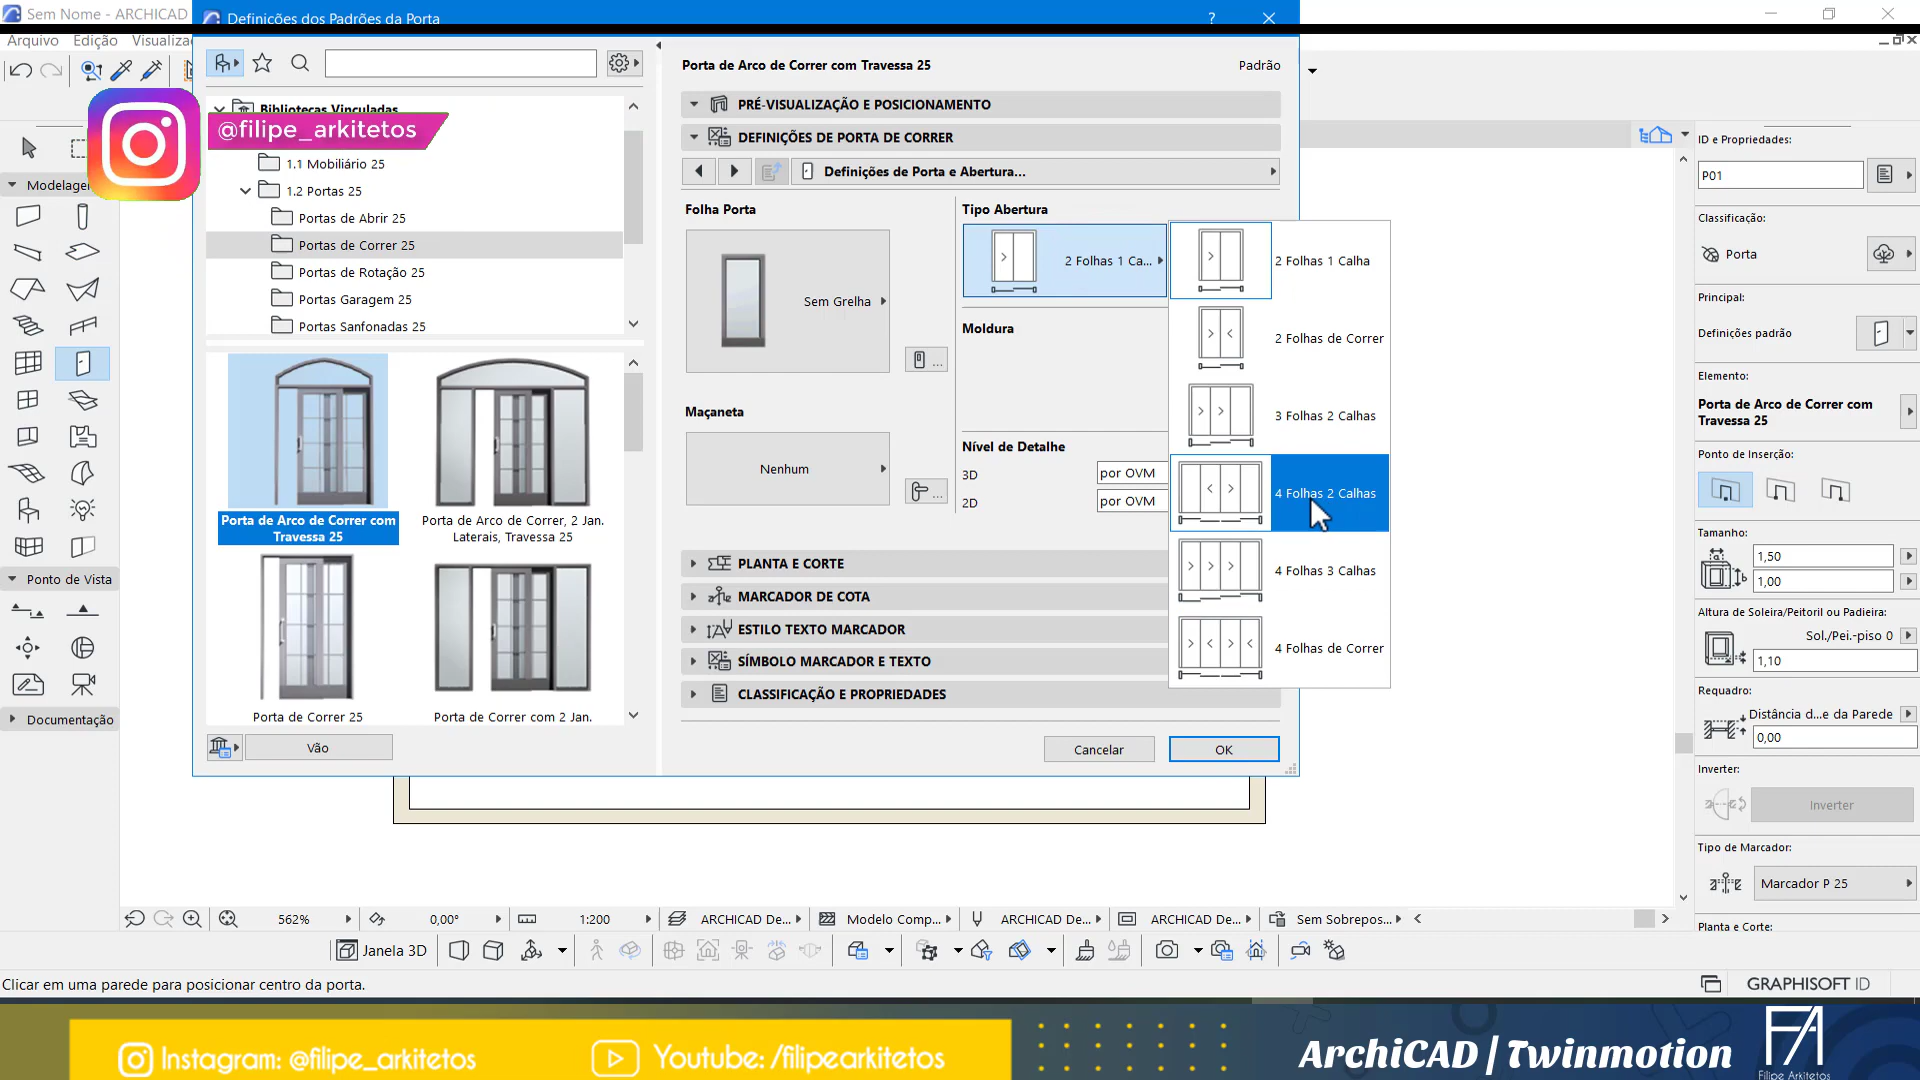 Sem Nome - ARCHICAD
Definições dos Padrões da Porta
?
Arquivo
Edição
Visualiza
Bibliotecas Vinculadas
@filipe_arkitetos
1.1 Mobiliário 25
1.2 Portas 25
Portas de Abrir 25
Portas de Correr 25
Portas de Rotação 25
Portas Garagem 25
Portas Sanfonadas 25
Porta de Arco de Correr com
Travessa 25
Porta de Arco de Correr, 2 Jan.
Laterais, Travessa 25
Porta de Correr 25
Porta de Correr com 2 Jan.
Vão
Porta de Arco de Correr com Travessa 25
Padrão
PRÉ-VISUALIZAÇÃO E POSICIONAMENTO
DEFINIÇÕES DE PORTA DE CORRER
Definições de Porta e Abertura...
Folha Porta
Sem Grelha
...
Maçaneta
Nenhum
...
Tipo Abertura
2 Folhas 1 Ca...
Moldura
Nível de Detalhe
3D
por OVM
2D
por OVM
2 Folhas 1 Calha
2 Folhas de Correr
3 Folhas 2 Calhas
4 Folhas 2 Calhas
4 Folhas 3 Calhas
4 Folhas de Correr
PLANTA E CORTE
MARCADOR DE COTA
ESTILO TEXTO MARCADOR
SÍMBOLO MARCADOR E TEXTO
CLASSIFICAÇÃO E PROPRIEDADES
Cancelar
OK
Modelage
Ponto de Vista
Documentação
ID e Propriedades:
P01
Classificação:
Porta
Principal:
Definições padrão
Elemento:
Porta de Arco de Correr com
Travessa 25
Ponto de Inserção:
Tamanho:
1,50
1,00
Altura de Soleira/Peitoril ou Padieira:
Sol./Pei.-piso 0
1,10
Requadro:
Distância d...e da Parede
0,00
Inverter:
Inverter
Tipo de Marcador:
Marcador P 25
Planta e Corte:
562%
0,00°
1:200
ARCHICAD De...
Modelo Comp...
ARCHICAD De...
ARCHICAD De...
Sem Sobrepos...
Janela 3D
Clicar em uma parede para posicionar centro da porta.
GRAPHISOFT ID
Instagram: @filipe_arkitetos
Youtube: /filipearkitetos
ArchiCAD | Twinmotion
FA
Filipe Arkitetos